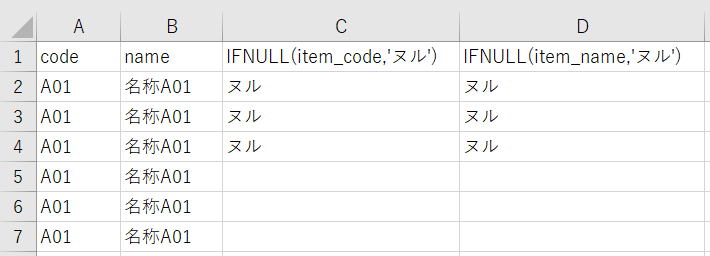 A B C D
1 code name IFNULL(item_code,'ヌル') IFNULL(item_name,'ヌル')
2 A01 名称A01 ヌル ヌル
3 A01 名称A01 ヌル ヌル
4 A01 名称A01 ヌル ヌル
5 A01 名称A01
6 A01 名称A01
7 A01 名称A01